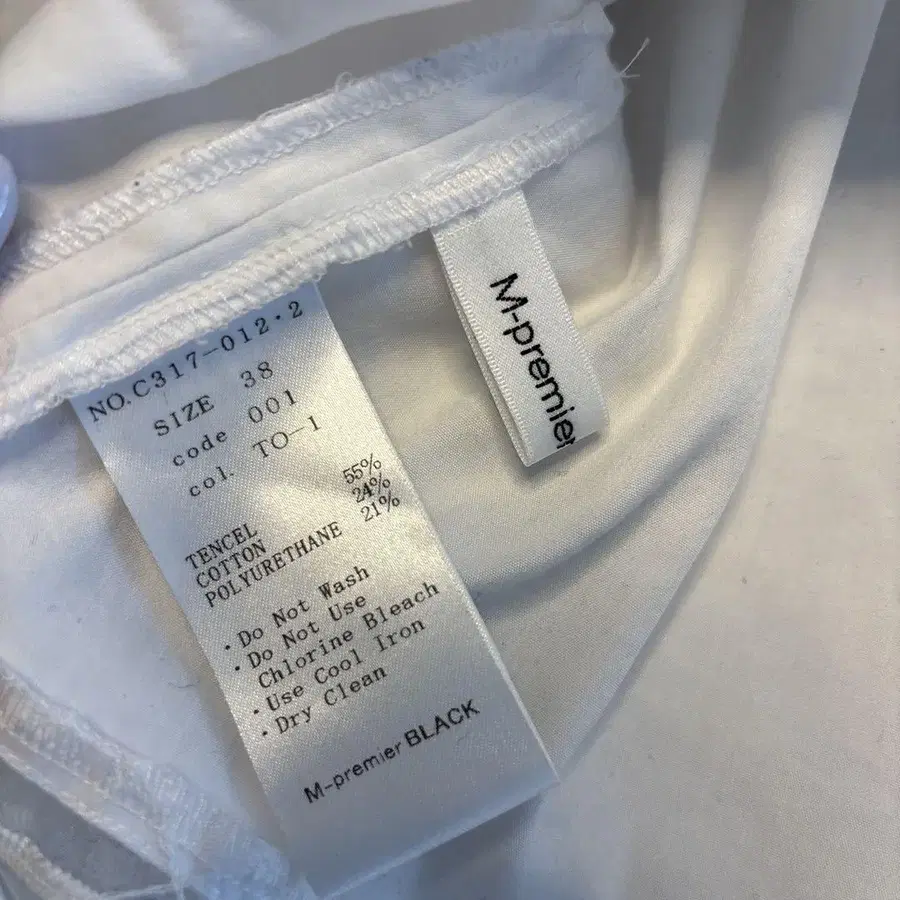 NO.C317-012·2
SIZE 38
code 001
col. TO-1
TENCEL 55%
COTTON 24%
POLYURETHANE 21%
·Do Not Wash
·Do Not Use
Chlorine Bleach
·Use Cool Iron
·Dry Clean
M-premier BLACK
M-premier